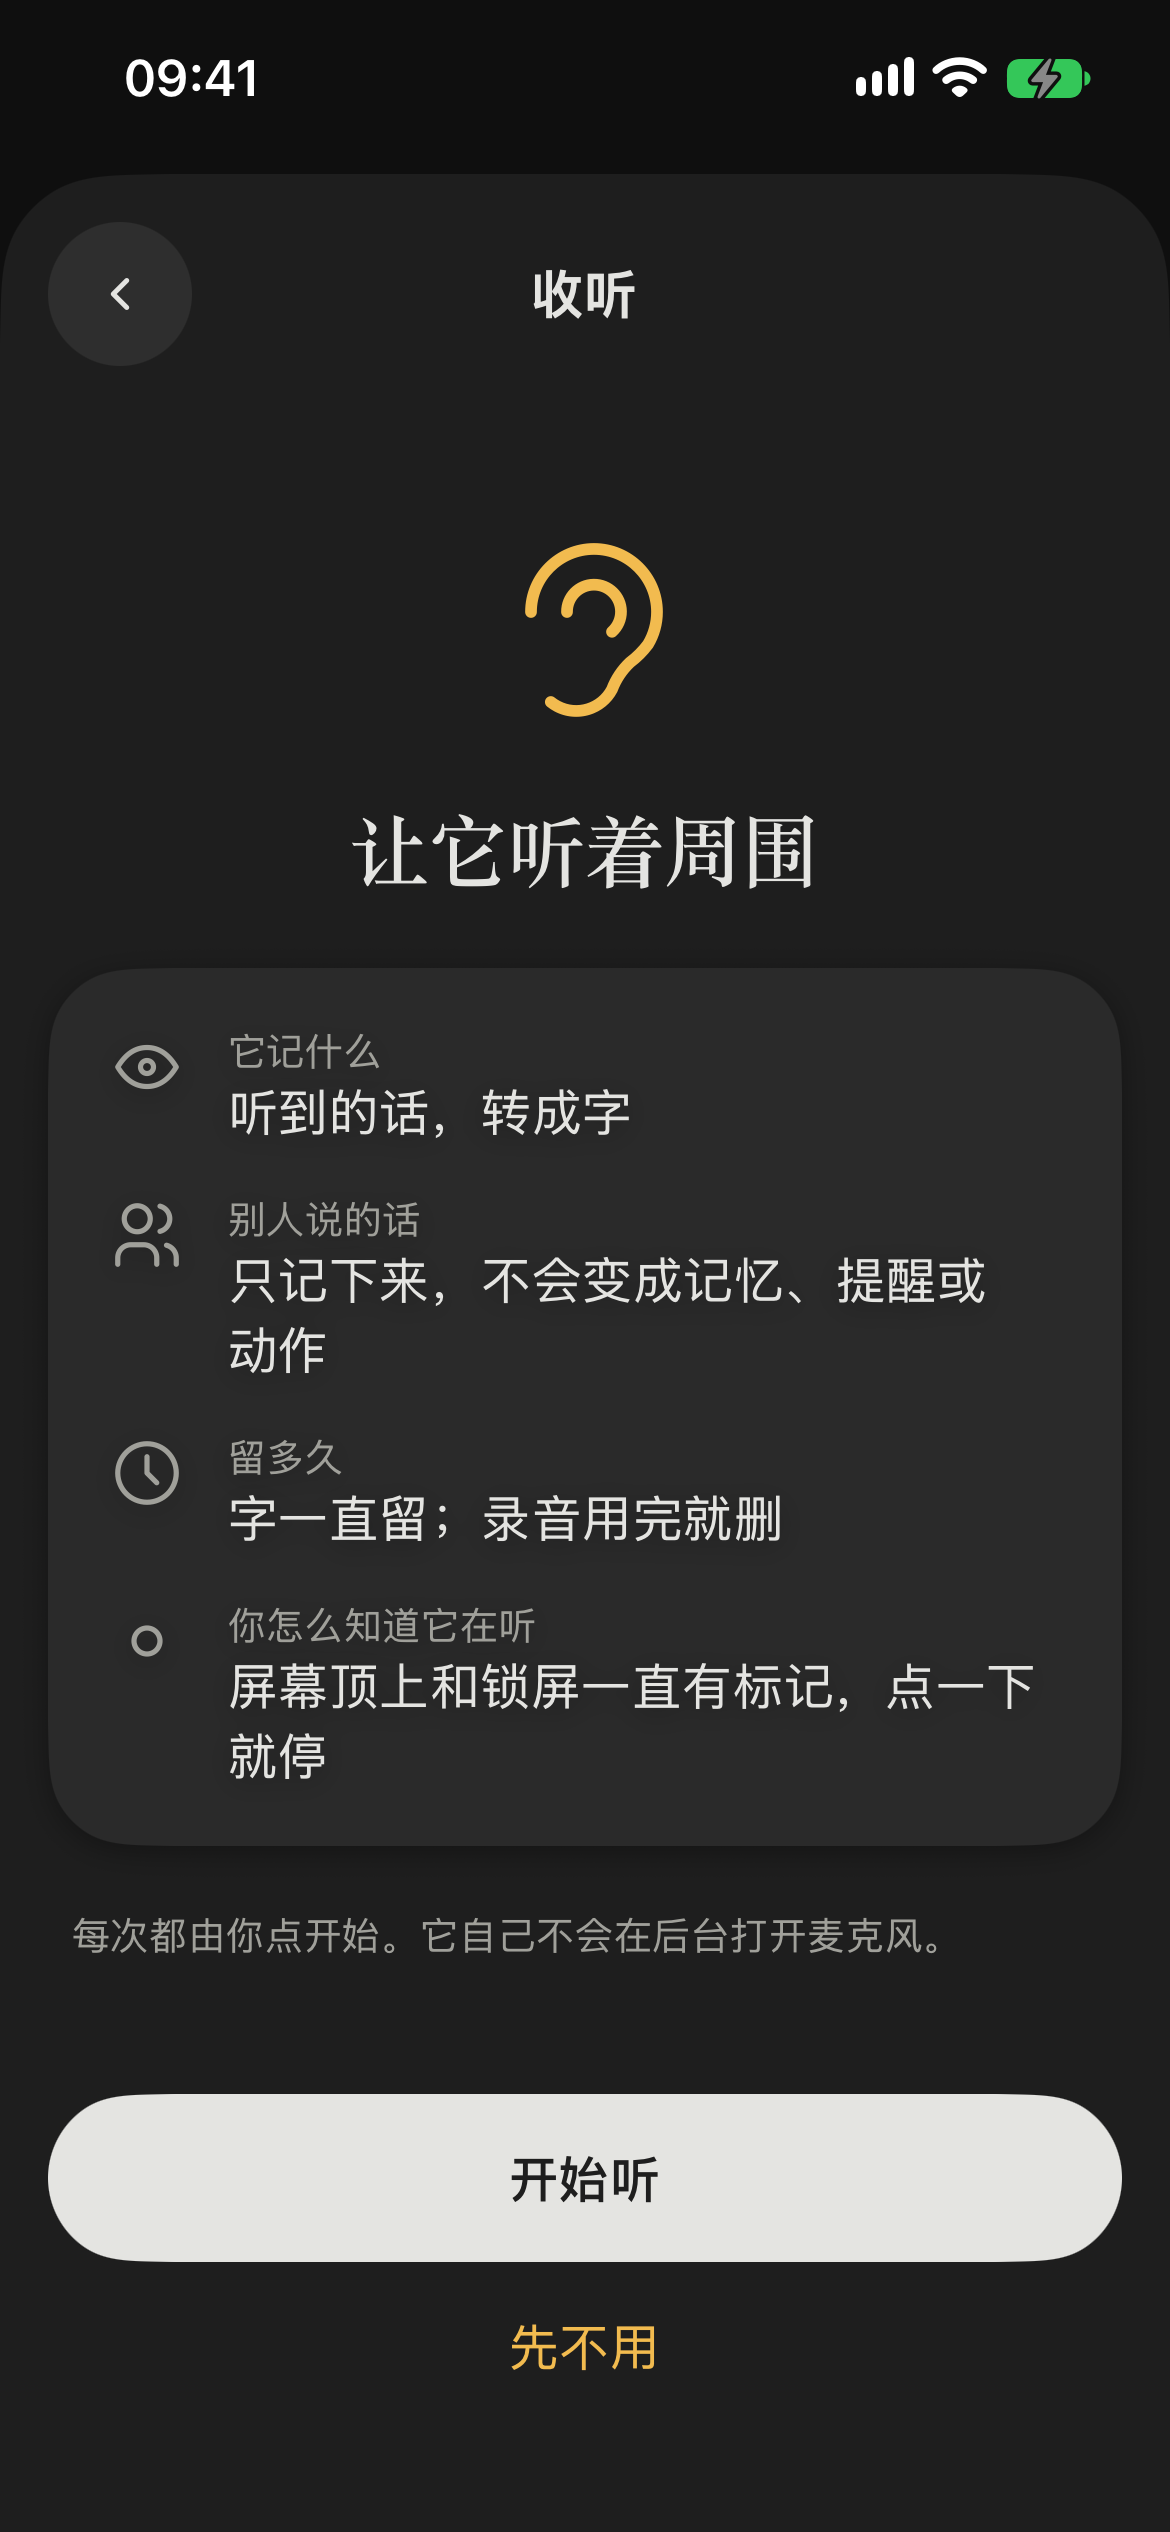 09:41
收听
让它听着周围
它记什么
听到的话，转成字
别人说的话
只记下来，不会变成记忆、提醒或
动作
留多久
字一直留；录音用完就删
你怎么知道它在听
屏幕顶上和锁屏一直有标记，点一下
就停
每次都由你点开始。它自己不会在后台打开麦克风。
开始听
先不用